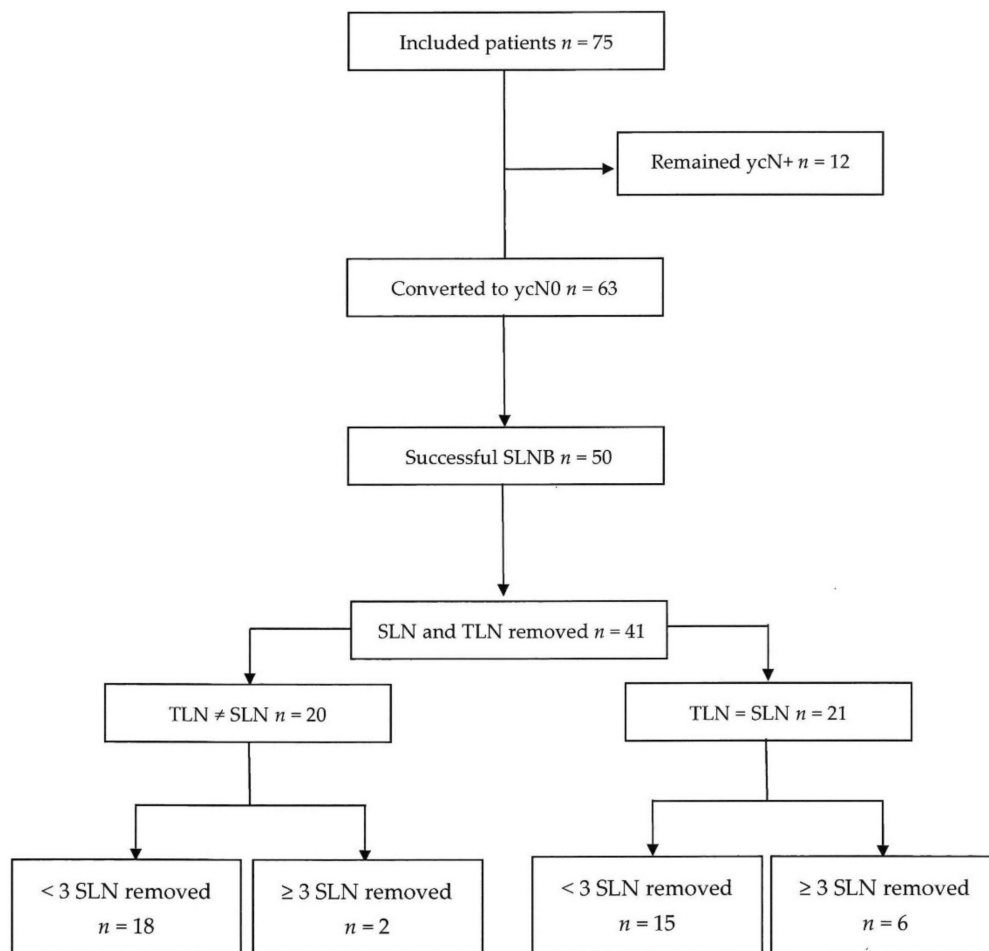 Included patients n = 75
Remained ycN+ n = 12
Converted to ycN0 n = 63
Successful SLNB n = 50
SLN and TLN removed n = 41
TLN ≠ SLN n = 20
TLN = SLN n = 21
< 3 SLN removed
n = 18
≥ 3 SLN removed
n = 2
< 3 SLN removed
n = 15
≥ 3 SLN removed
n = 6